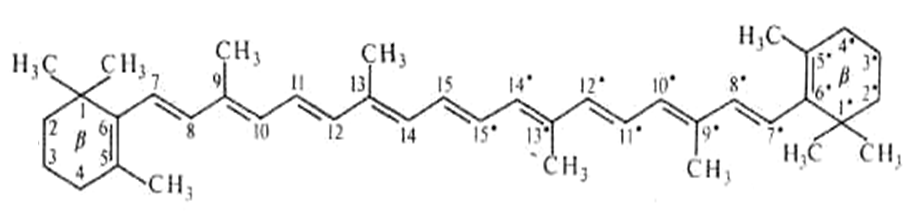 CH₃ CH₃
H₃C CH₃ H₃C 4•
7 9 11 13 15 14• 12• 10• 8• 5• 3•
1 β
2 6 8 10 12 14 15• 13• 11• 9• 7• 6• 1• 2•
β
3 5 CH₃ CH₃ H₃C CH₃
4 CH₃